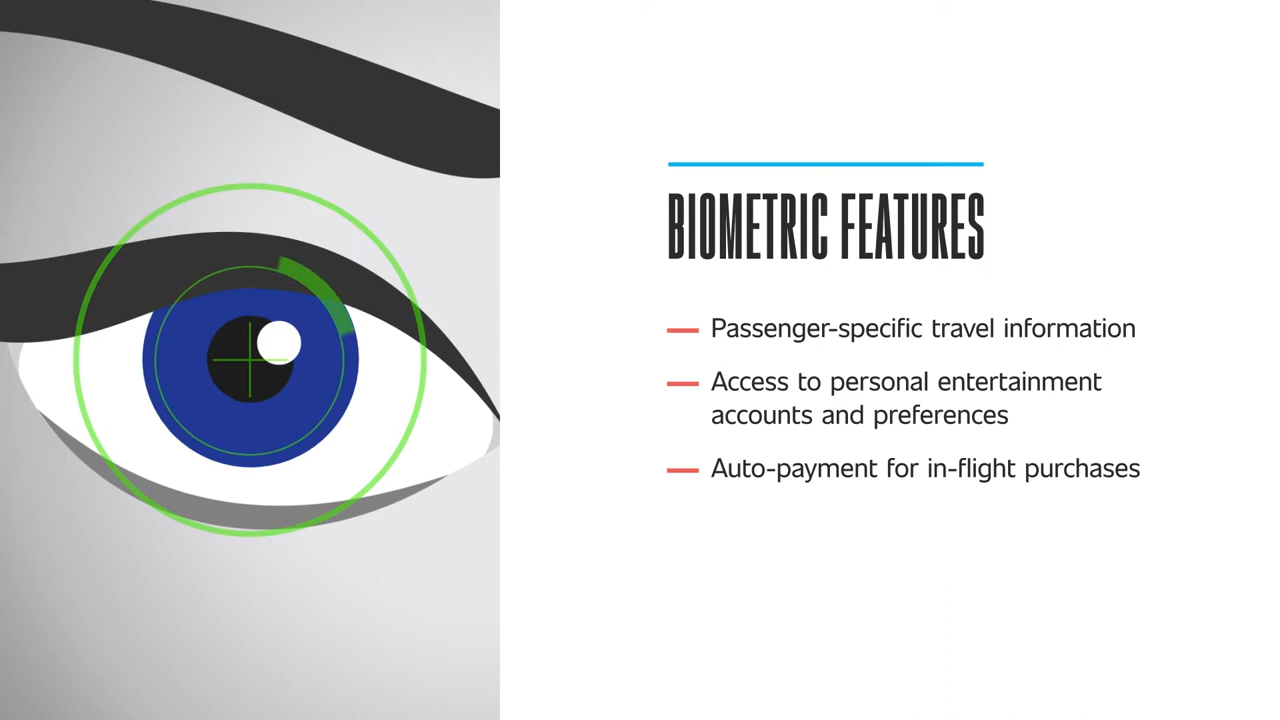 BIOMETRIC FEATURES
Passenger-specific travel information
Access to personal entertainment
accounts and preferences
Auto-payment for in-flight purchases